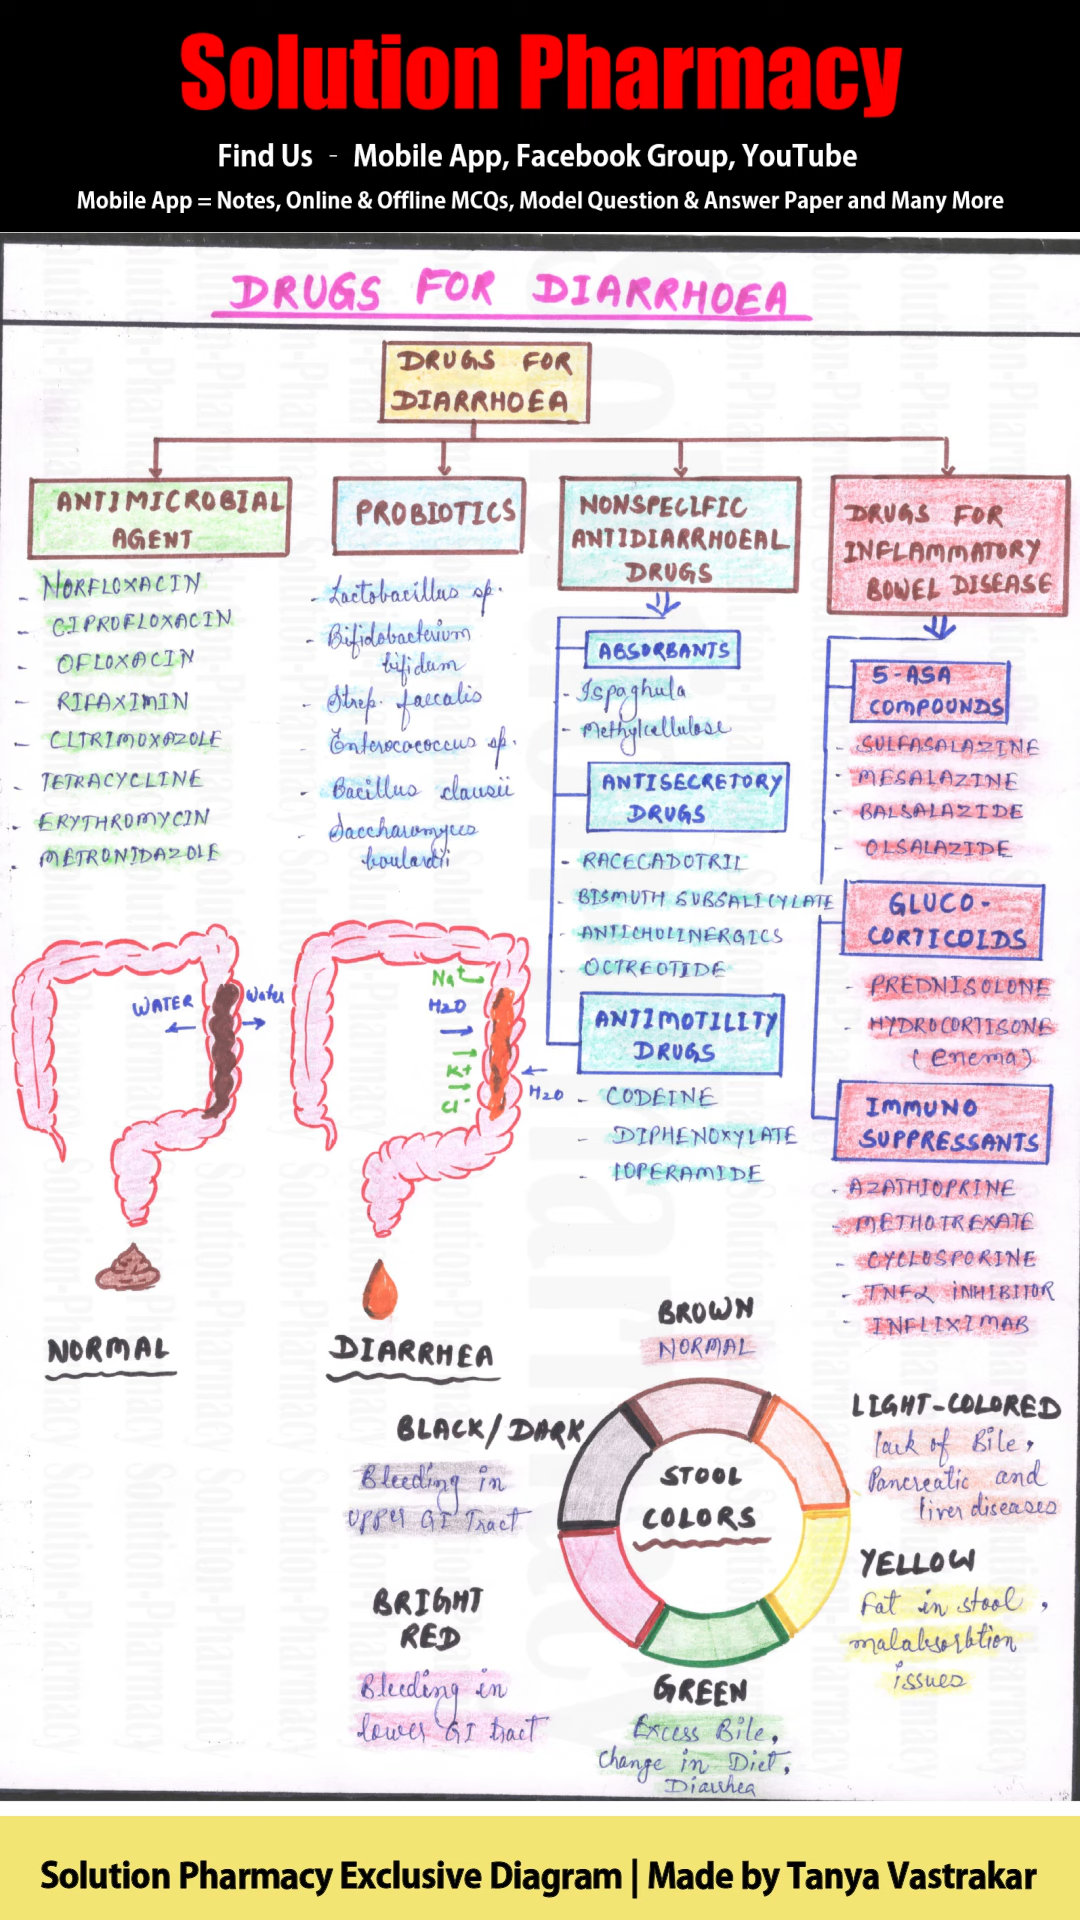 Solution Pharmacy
Find Us - Mobile App, Facebook Group, YouTube
Mobile App = Notes, Online & Offline MCQs, Model Question & Answer Paper and Many More
DRUGS FOR DIARRHOEA
DRUGS FOR
DIARRHOEA
ANTIMICROBIAL
AGENT
- NORFLOXACIN
- CIPROFLOXACIN
- OFLOXACIN
- RIFAXIMIN
- CLTRIMOXAZOLE
- TETRACYCLINE
- ERYTHROMYCIN
- METRONIDAZOLE
PROBIOTICS
- Lactobacillus sp.
- Bifidobacterium
bifidum
- Strep. faecalis
- Enterocococcus sp.
- Bacillus clausii
- Saccharomyces
boulardii
NONSPECIFIC
ANTIDIARRHOEAL
DRUGS
ABSORBANTS
- Ispaghula
- Methylcellulose
ANTISECRETORY
DRUGS
- RACECADOTRIL
- BISMUTH SUBSALICYLATE
- ANTICHOLINERGICS
- OCTREOTIDE
ANTIMOTILITY
DRUGS
- CODEINE
- DIPHENOXYLATE
- LOPERAMIDE
DRUGS FOR
INFLAMMATORY
BOWEL DISEASE
5-ASA
COMPOUNDS
- SULFASALAZINE
- MESALAZINE
- BALSALAZIDE
- OLSALAZIDE
GLUCO-
CORTICOIDS
- PREDNISOLONE
- HYDROCORTISONE
(enema)
IMMUNO
SUPPRESSANTS
- AZATHIOPRINE
- METHOTREXATE
- CYCLOSPORINE
- TNFα INHIBITOR
- INFLIXIMAB
WATER
Water
NORMAL
Na+
H2O
K+
Cl-
H2O
DIARRHEA
STOOL
COLORS
BROWN
NORMAL
LIGHT-COLORED
lack of Bile,
Pancreatic and
liver diseases
YELLOW
Fat in stool,
malabsorbtion
issues
GREEN
Excess Bile,
Change in Diet,
Diarrhea
BRIGHT
RED
Bleeding in
lower GI tract
BLACK/DARK
Bleeding in
upper GI Tract
Solution Pharmacy Exclusive Diagram | Made by Tanya Vastrakar